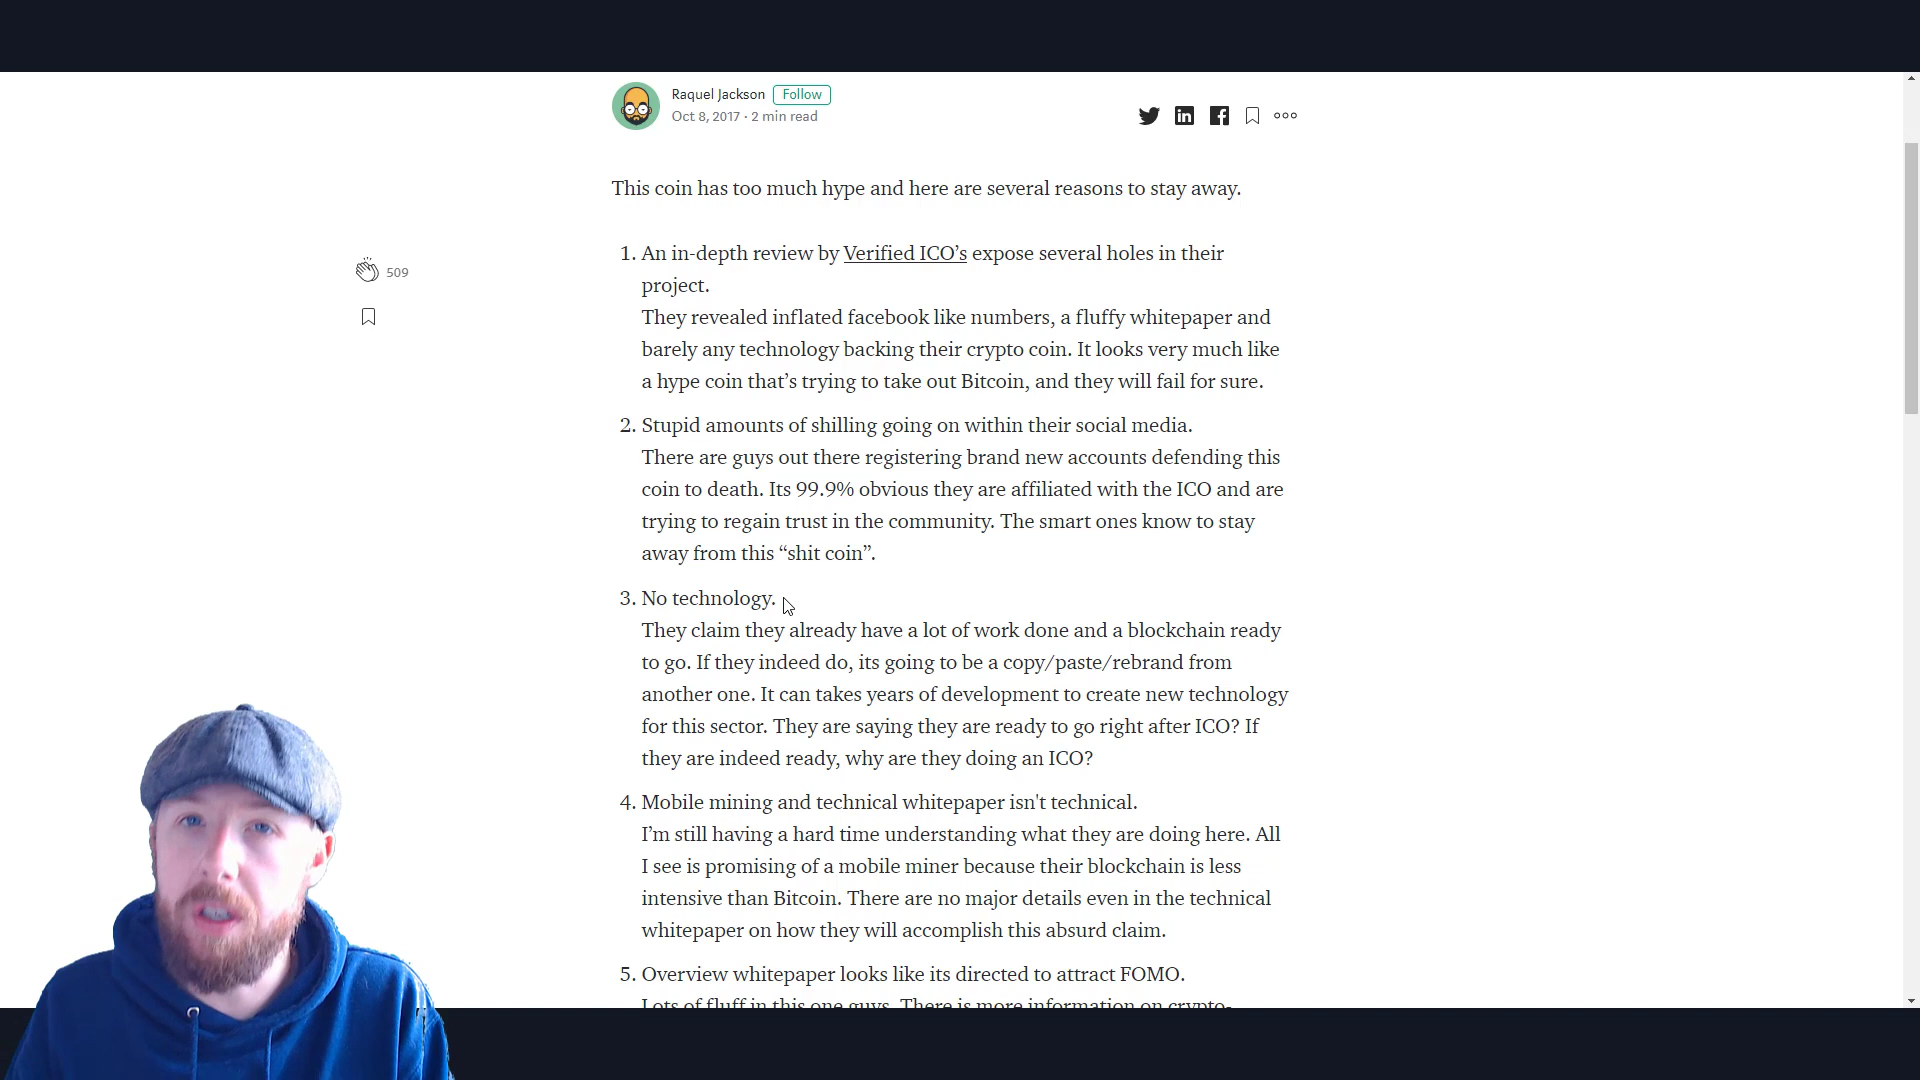 Raquel Jackson Follow
Oct 8, 2017 · 2 min read
This coin has too much hype and here are several reasons to stay away.
509
1. An in-depth review by Verified ICO’s expose several holes in their
project.
They revealed inflated facebook like numbers, a fluffy whitepaper and
barely any technology backing their crypto coin. It looks very much like
a hype coin that’s trying to take out Bitcoin, and they will fail for sure.
2. Stupid amounts of shilling going on within their social media.
There are guys out there registering brand new accounts defending this
coin to death. Its 99.9% obvious they are affiliated with the ICO and are
trying to regain trust in the community. The smart ones know to stay
away from this “shit coin”.
3. No technology.
They claim they already have a lot of work done and a blockchain ready
to go. If they indeed do, its going to be a copy/paste/rebrand from
another one. It can takes years of development to create new technology
for this sector. They are saying they are ready to go right after ICO? If
they are indeed ready, why are they doing an ICO?
4. Mobile mining and technical whitepaper isn't technical.
I’m still having a hard time understanding what they are doing here. All
I see is promising of a mobile miner because their blockchain is less
intensive than Bitcoin. There are no major details even in the technical
whitepaper on how they will accomplish this absurd claim.
5. Overview whitepaper looks like its directed to attract FOMO.
Lots of fluff in this one guys. There is more information on crypto-